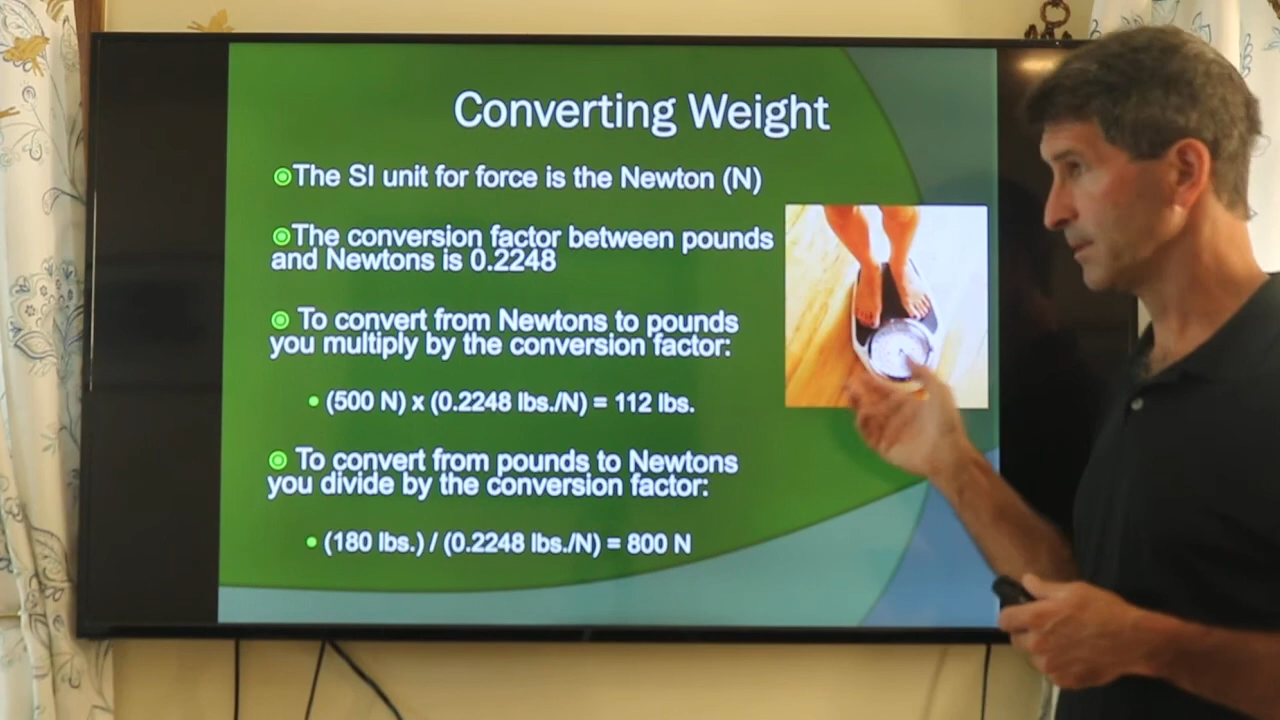 Converting Weight
The SI unit for force is the Newton (N)
The conversion factor between pounds
and Newtons is 0.2248
To convert from Newtons to pounds
you multiply by the conversion factor:
• (500 N) x (0.2248 lbs./N) = 112 lbs.
To convert from pounds to Newtons
you divide by the conversion factor:
• (180 lbs.) / (0.2248 lbs./N) = 800 N